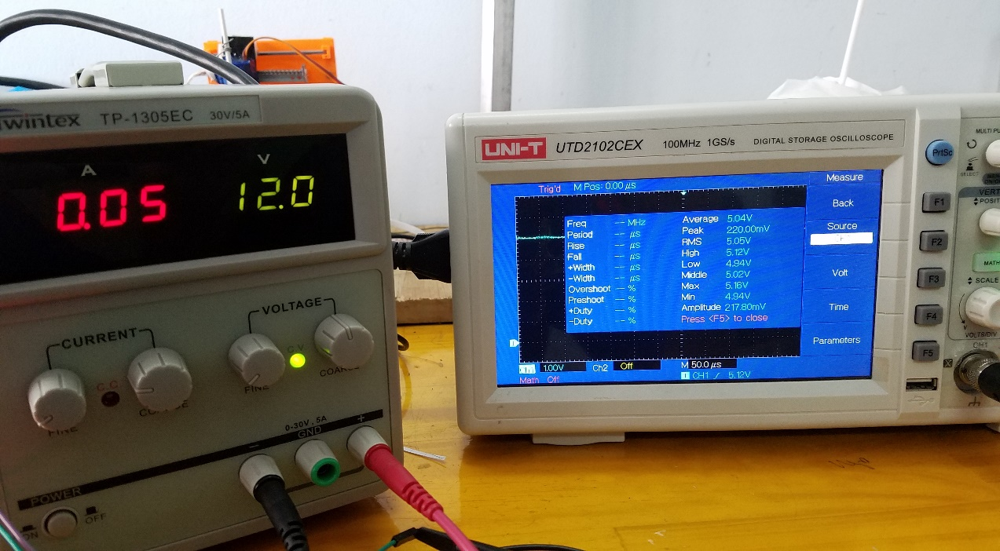 wintex TP-1305EC 30V/5A
A V
0.05 12.0
CURRENT
VOLTAGE
C.C
C.V
FINE
COARSE
FINE
COARSE
0-30V, 5A
- GND +
POWER
ON OFF
UNI-T UTD2102CEX 100MHz 1GS/s DIGITAL STORAGE OSCILLOSCOPE
Trig'd M Pos: 0.00 μS
Measure
Back
Source
Volt
Time
Parameters
Freq -- MHz
Period -- μS
Rise -- μS
Fall -- μS
+Width -- μS
-Width -- μS
Overshoot -- %
Preshoot -- %
+Duty -- %
-Duty -- %
Average 5.04V
Peak 220.00mV
RMS 5.05V
High 5.12V
Low 4.94V
Middle 5.02V
Max 5.16V
Min 4.94V
Amplitude 217.80mV
Press <F5> to close
1.00V Ch2 Off M 50.0 μs
Math Off
CH1 5.12V
PrtSc
F1
F2
F3
F4
F5
MULTI
SELECT
VERT
POSIT
MATH
SCALE
VOLTS/DIV
CH1